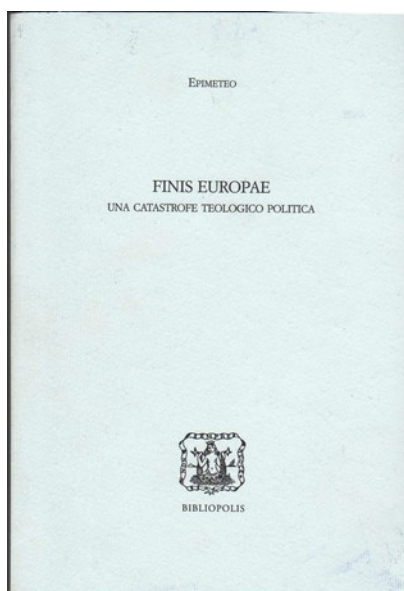 EPIMETEO
FINIS EUROPAE
UNA CATASTROFE TEOLOGICO POLITICA
BIBLIOPOLIS